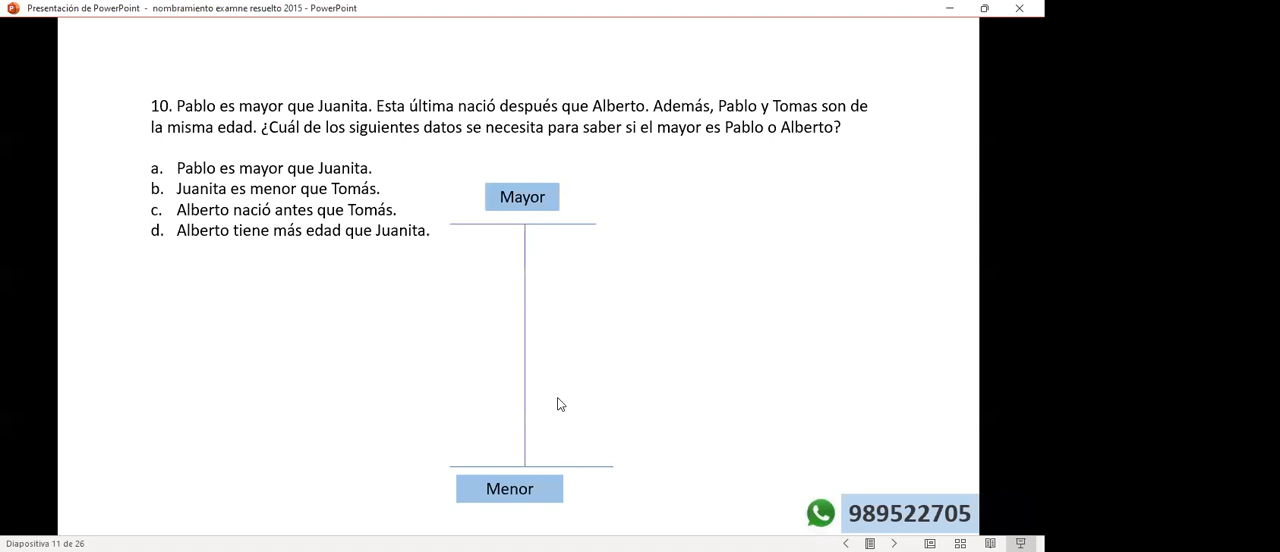 Presentación de PowerPoint - nombramiento examne resuelto 2015 - PowerPoint
10. Pablo es mayor que Juanita. Esta última nació después que Alberto. Además, Pablo y Tomas son de
la misma edad. ¿Cuál de los siguientes datos se necesita para saber si el mayor es Pablo o Alberto?
a. Pablo es mayor que Juanita.
b. Juanita es menor que Tomás.
c. Alberto nació antes que Tomás.
d. Alberto tiene más edad que Juanita.
Mayor
Menor
989522705
Diapositiva 11 de 26